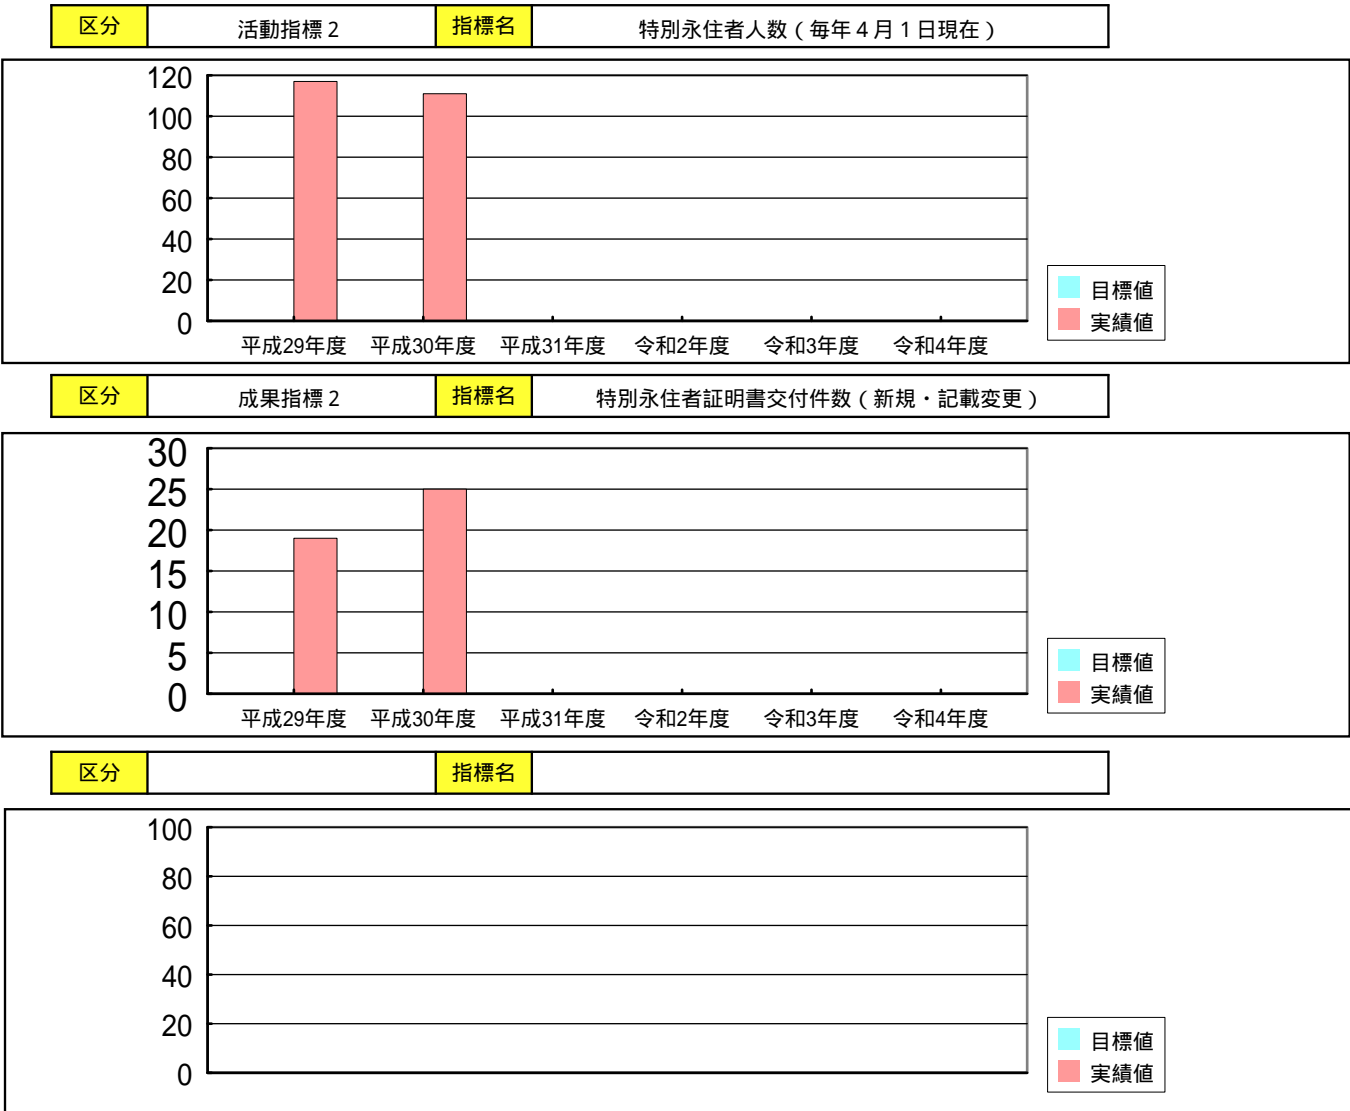 区分 活動指標２ 指標名 特別永住者人数（毎年４月１日現在）
120
100
80
60
40
20
0
平成29年度 平成30年度 平成31年度 令和2年度 令和3年度 令和4年度
目標値
実績値
区分 成果指標２ 指標名 特別永住者証明書交付件数（新規・記載変更）
30
25
20
15
10
5
0
平成29年度 平成30年度 平成31年度 令和2年度 令和3年度 令和4年度
目標値
実績値
区分 指標名
100
80
60
40
20
0
目標値
実績値